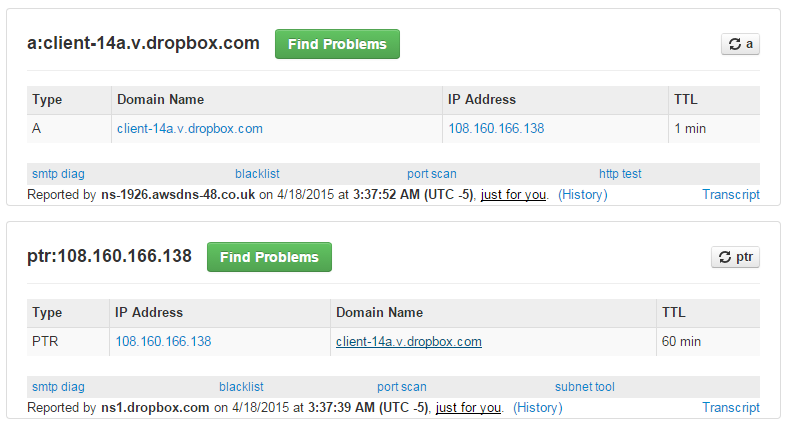 a:client-14a.v.dropbox.com Find Problems a
Type Domain Name IP Address TTL
A client-14a.v.dropbox.com 108.160.166.138 1 min
smtp diag blacklist port scan http test
Reported by ns-1926.awsdns-48.co.uk on 4/18/2015 at 3:37:52 AM (UTC -5), just for you. (History) Transcript
ptr:108.160.166.138 Find Problems ptr
Type IP Address Domain Name TTL
PTR 108.160.166.138 client-14a.v.dropbox.com 60 min
smtp diag blacklist port scan subnet tool
Reported by ns1.dropbox.com on 4/18/2015 at 3:37:39 AM (UTC -5), just for you. (History) Transcript